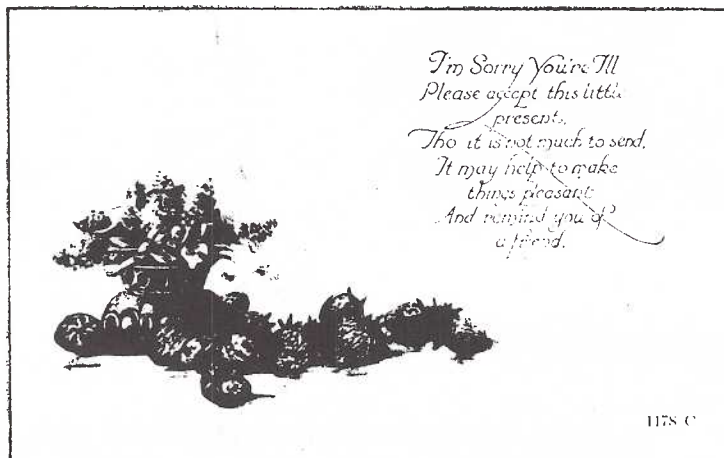 I'm Sorry You're Ill
Please accept this little
present,
Tho it is not much to send,
It may help to make
things pleasant
And remind you of
a friend.
1178 C